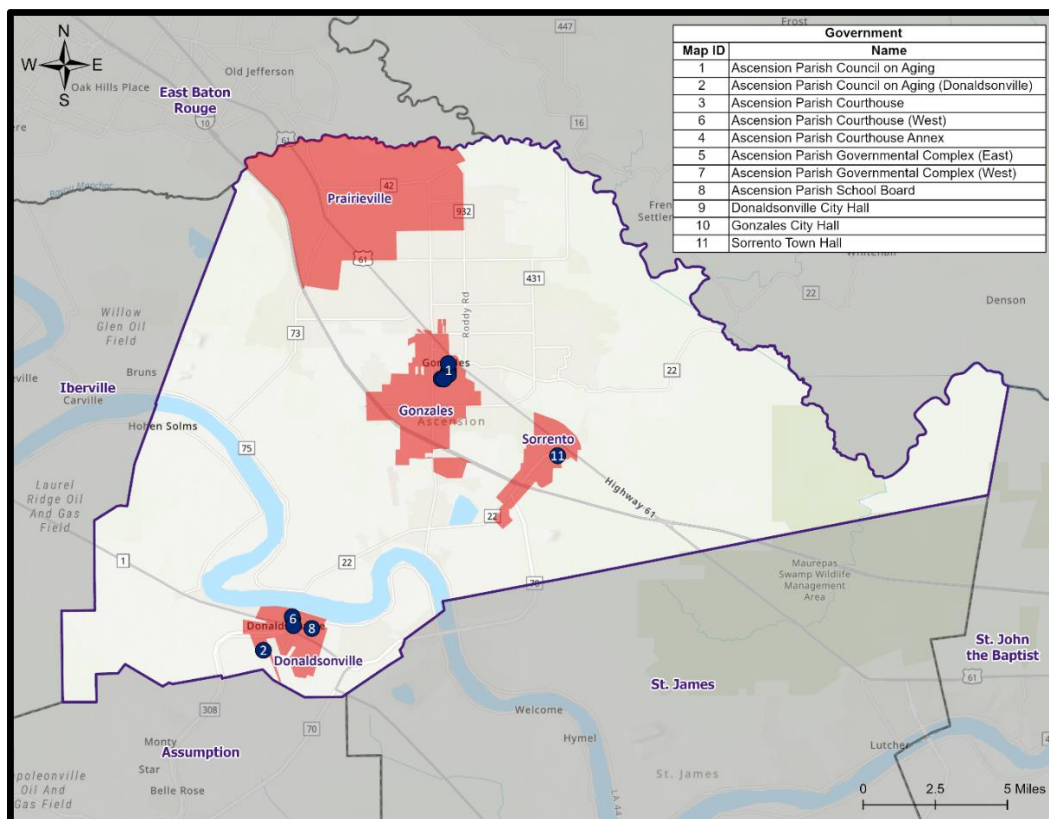 N
W E
S
Government
Map ID Name
1 Ascension Parish Council on Aging
2 Ascension Parish Council on Aging (Donaldsonville)
3 Ascension Parish Courthouse
6 Ascension Parish Courthouse (West)
4 Ascension Parish Courthouse Annex
5 Ascension Parish Governmental Complex (East)
7 Ascension Parish Governmental Complex (West)
8 Ascension Parish School Board
9 Donaldsonville City Hall
10 Gonzales City Hall
11 Sorrento Town Hall
Frost
447
Old Jefferson
Oak Hills Place
East Baton
Rouge
10
61
16
42
Prairieville
932
61
431
22
Denson
Roddy Rd
Willow
Glen Oil
Field
73
Bruns
Iberville
Carville
Hohen Solms
1
22
Gonzales
Ascension
Sorrento
11
75
Laurel
Ridge Oil
And Gas
Field
Highway 61
22
1
22
70
Maurepas
Swamp Wildlife
Management
Area
6
8
2
Donaldsonville
St. John
the Baptist
61
St. James
308
70
Welcome
Hymel
Monty
Assumption
Star
Belle Rose
Oil And
Gas Field
St. James
Lutcher
LA 44
0 2.5 5 Miles